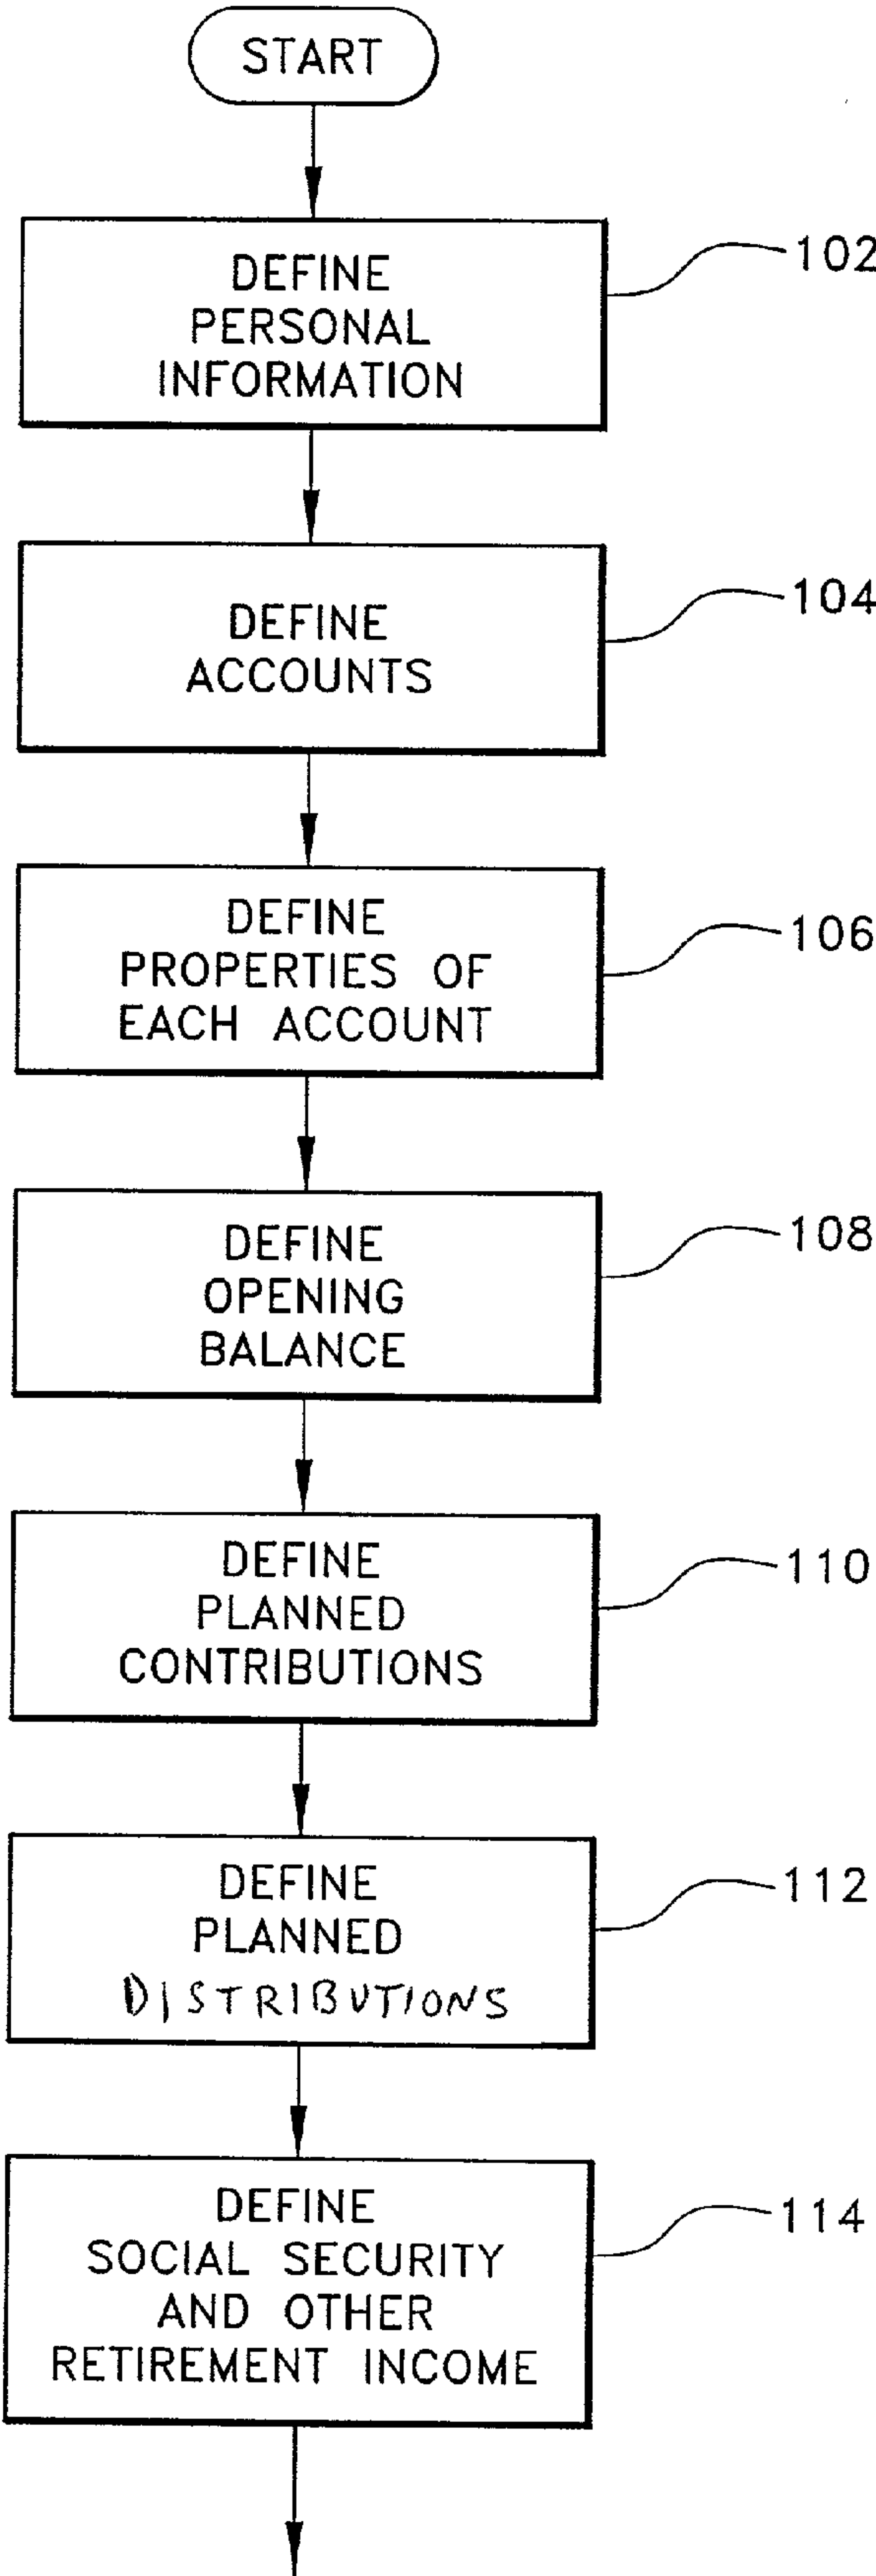 START
102
DEFINE
PERSONAL
INFORMATION
104
DEFINE
ACCOUNTS
106
DEFINE
PROPERTIES OF
EACH ACCOUNT
108
DEFINE
OPENING
BALANCE
110
DEFINE
PLANNED
CONTRIBUTIONS
112
DEFINE
PLANNED
DISTRIBUTIONS
114
DEFINE
SOCIAL SECURITY
AND OTHER
RETIREMENT INCOME